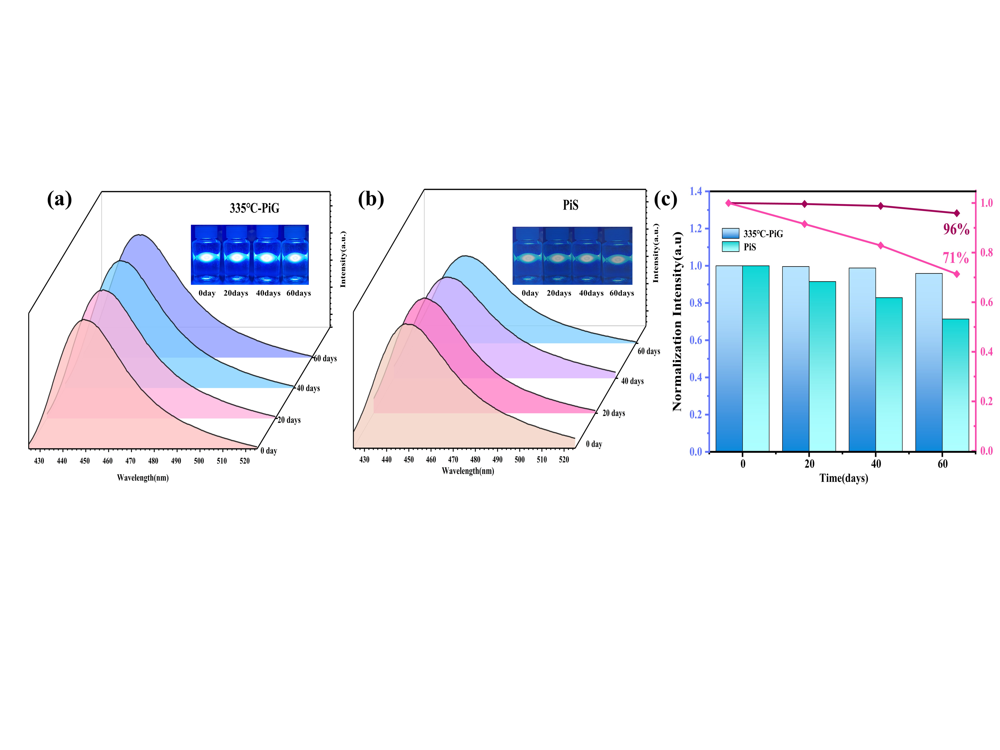 (a)
335℃-PiG
0day 20days 40days 60days
Intensity(a.u.)
60 days
40 days
20 days
0 day
430 440 450 460 470 480 490 500 510 520
Wavelength(nm)
(b)
PiS
0day 20days 40days 60days
Intensity(a.u.)
60 days
40 days
20 days
0 day
430 440 450 460 470 480 490 500 510 520
Wavelength(nm)
(c)
Normalization Intensity(a.u)
1.4
1.2
1.0
0.8
0.6
0.4
0.2
0.0
335℃-PiG
PiS
96%
71%
1.0
0.8
0.6
0.4
0.2
0.0
0 20 40 60
Time(days)